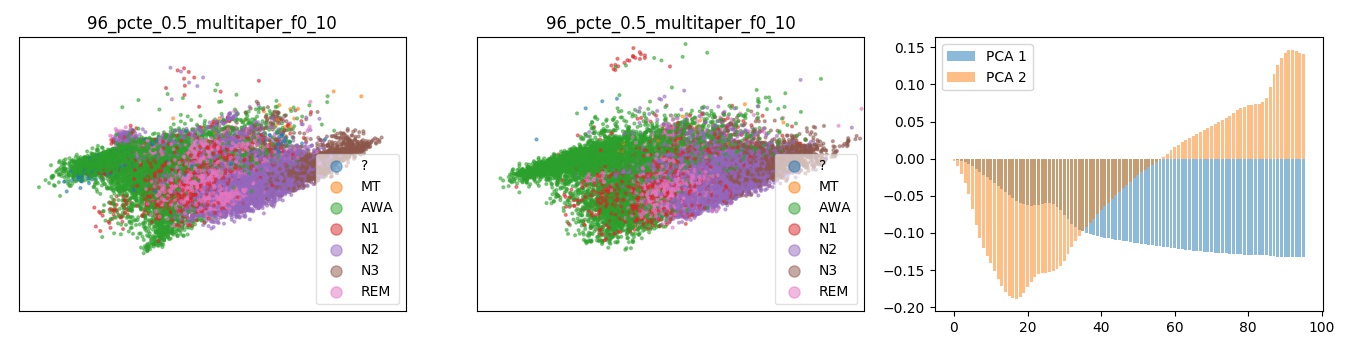 96_pcte_0.5_multitaper_f0_10
?
MT
AWA
N1
N2
N3
REM
96_pcte_0.5_multitaper_f0_10
?
MT
AWA
N1
N2
N3
REM
PCA 1
PCA 2
0.15
0.10
0.05
0.00
−0.05
−0.10
−0.15
−0.20
0
20
40
60
80
100